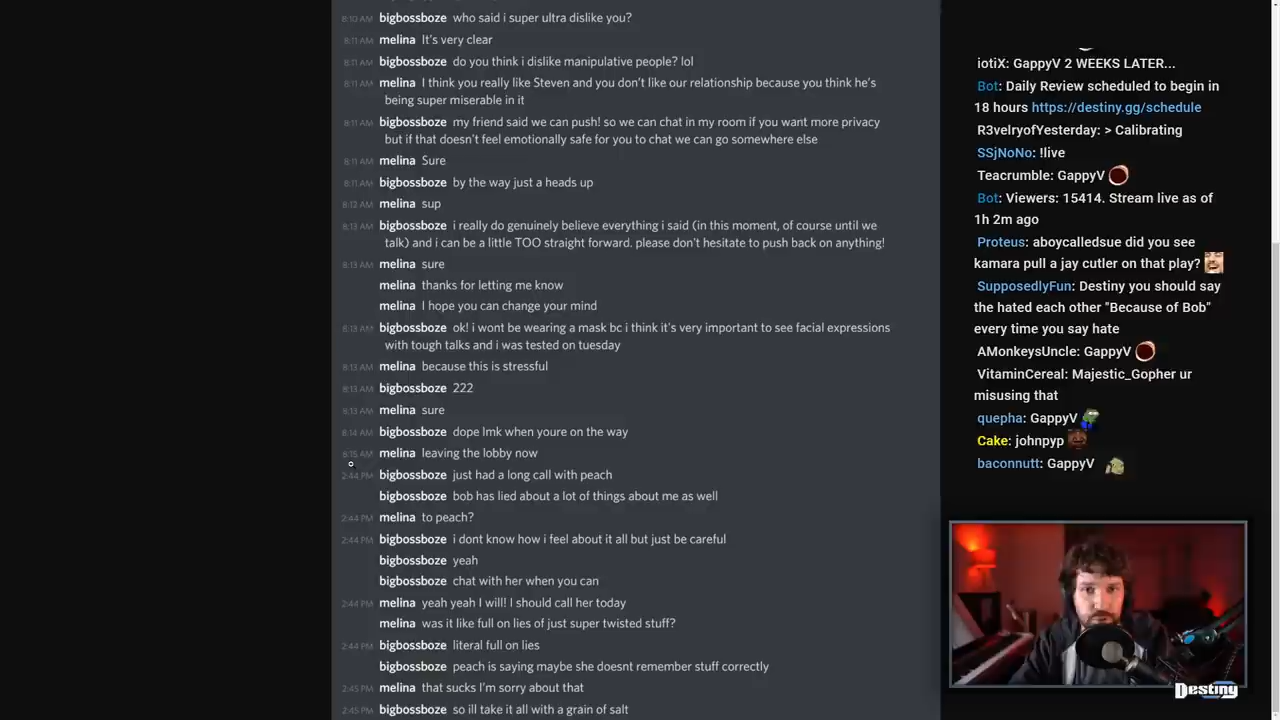 8:10 AM bigbossboze who said i super ultra dislike you?
8:11 AM melina It's very clear
8:11 AM bigbossboze do you think i dislike manipulative people? lol
8:11 AM melina I think you really like Steven and you don't like our relationship because you think he's
being super miserable in it
8:11 AM bigbossboze my friend said we can push! so we can chat in my room if you want more privacy
but if that doesn't feel emotionally safe for you to chat we can go somewhere else
8:11 AM melina Sure
8:11 AM bigbossboze by the way just a heads up
8:13 AM melina sup
8:13 AM bigbossboze i really do genuinely believe everything i said (in this moment, of course until we
talk) and i can be a little TOO straight forward. please don't hesitate to push back on anything!
8:13 AM melina sure
melina thanks for letting me know
melina I hope you can change your mind
8:13 AM bigbossboze ok! i wont be wearing a mask bc i think it's very important to see facial expressions
with tough talks and i was tested on tuesday
8:13 AM melina because this is stressful
8:13 AM bigbossboze 222
8:13 AM melina sure
8:14 AM bigbossboze dope lmk when youre on the way
8:15 AM melina leaving the lobby now
2:44 PM bigbossboze just had a long call with peach
bigbossboze bob has lied about a lot of things about me as well
2:44 PM melina to peach?
2:44 PM bigbossboze i dont know how i feel about it all but just be careful
bigbossboze yeah
bigbossboze chat with her when you can
2:44 PM melina yeah yeah I will! I should call her today
melina was it like full on lies of just super twisted stuff?
2:44 PM bigbossboze literal full on lies
bigbossboze peach is saying maybe she doesnt remember stuff correctly
2:45 PM melina that sucks I'm sorry about that
2:45 PM bigbossboze so ill take it all with a grain of salt
iotiX: GappyV 2 WEEKS LATER...
Bot: Daily Review scheduled to begin in
18 hours https://destiny.gg/schedule
R3velryofYesterday: > Calibrating
SSjNoNo: !live
Teacrumble: GappyV
Bot: Viewers: 15414. Stream live as of
1h 2m ago
Proteus: aboycalledsue did you see
kamara pull a jay cutler on that play?
SupposedlyFun: Destiny you should say
the hated each other "Because of Bob"
every time you say hate
AMonkeysUncle: GappyV
VitaminCereal: Majestic_Gopher ur
misusing that
quepha: GappyV
Cake: johnpyp
baconnutt: GappyV
Destiny